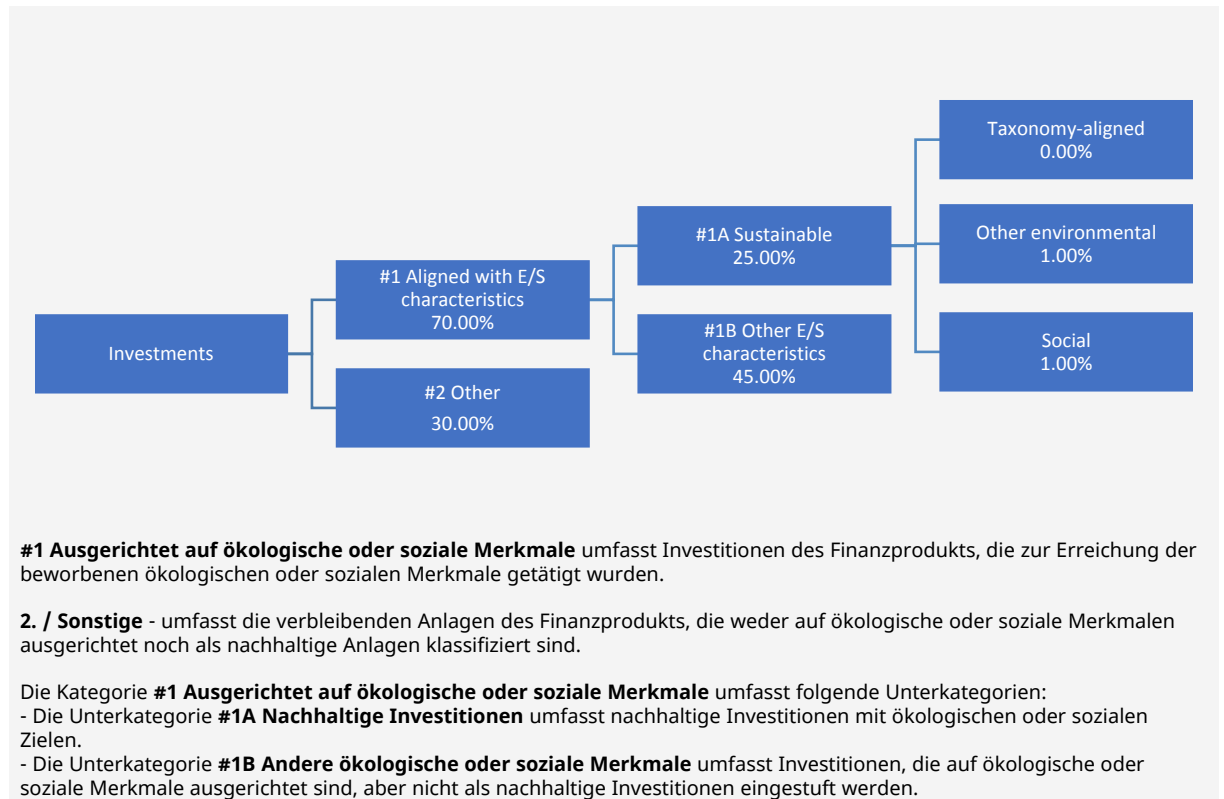 Taxonomy-aligned
0.00%
#1A Sustainable
25.00%
Other environmental
1.00%
#1 Aligned with E/S
characteristics
70.00%
Investments
#1B Other E/S
characteristics
45.00%
Social
1.00%
#2 Other
30.00%
#1 Ausgerichtet auf ökologische oder soziale Merkmale umfasst Investitionen des Finanzprodukts, die zur Erreichung der
beworbenen ökologischen oder sozialen Merkmale getätigt wurden.
2. / Sonstige - umfasst die verbleibenden Anlagen des Finanzprodukts, die weder auf ökologische oder soziale Merkmalen
ausgerichtet noch als nachhaltige Anlagen klassifiziert sind.
Die Kategorie #1 Ausgerichtet auf ökologische oder soziale Merkmale umfasst folgende Unterkategorien:
- Die Unterkategorie #1A Nachhaltige Investitionen umfasst nachhaltige Investitionen mit ökologischen oder sozialen
Zielen.
- Die Unterkategorie #1B Andere ökologische oder soziale Merkmale umfasst Investitionen, die auf ökologische oder
soziale Merkmale ausgerichtet sind, aber nicht als nachhaltige Investitionen eingestuft werden.